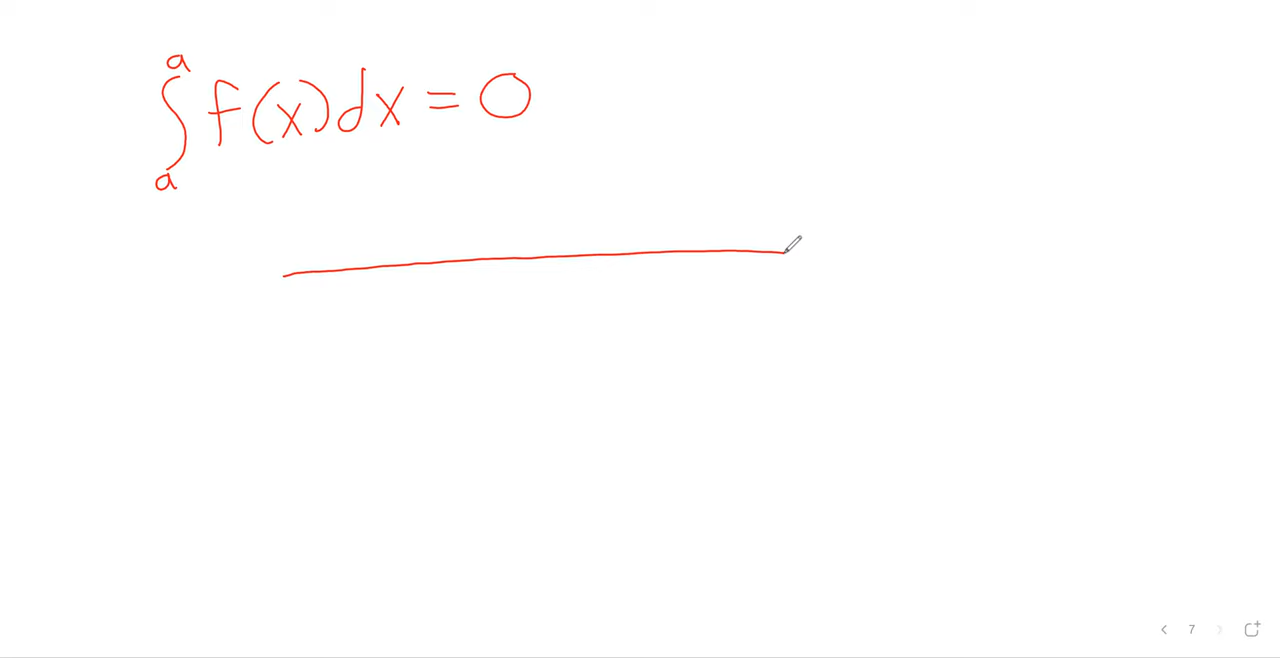 ∫ₐᵃ f(x)dx = 0
7